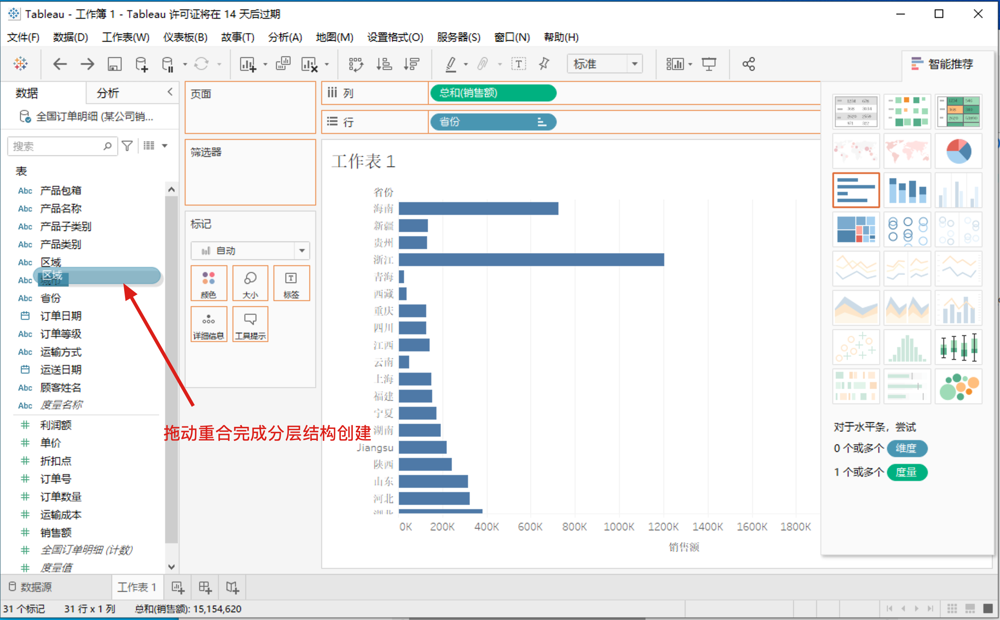 Tableau - 工作簿 1 - Tableau 许可证将在 14 天后过期
文件(F) 数据(D) 工作表(W) 仪表板(B) 故事(T) 分析(A) 地图(M) 设置格式(O) 服务器(S) 窗口(N) 帮助(H)
标准
智能推荐
数据 分析
全国订单明细 (某公司销...
搜索
表
Abc 产品包箱
Abc 产品名称
Abc 产品子类别
Abc 产品类别
Abc 区域
区域
Abc 城市
Abc 省份
订单日期
Abc 订单等级
Abc 运输方式
运送日期
Abc 顾客姓名
Abc 度量名称
# 利润额
# 单价
# 折扣点
# 订单号
# 订单数量
# 运输成本
# 销售额
# 全国订单明细 (计数)
# 度量值
页面
筛选器
标记
自动
颜色 大小 标签
详细信息 工具提示
拖动重合完成分层结构创建
列 总和(销售额)
行 省份
工作表 1
省份
海南
新疆
贵州
浙江
青海
西藏
重庆
四川
江西
云南
上海
福建
宁夏
湖南
Jiangsu
陕西
山东
河北
湖北
0K 200K 400K 600K 800K 1000K 1200K 1400K 1600K 1800K
销售额
对于水平条，尝试
0 个或多个 维度
1 个或多个 度量
数据源 工作表 1
31 个标记 31 行 x 1 列 总和(销售额): 15,154,620